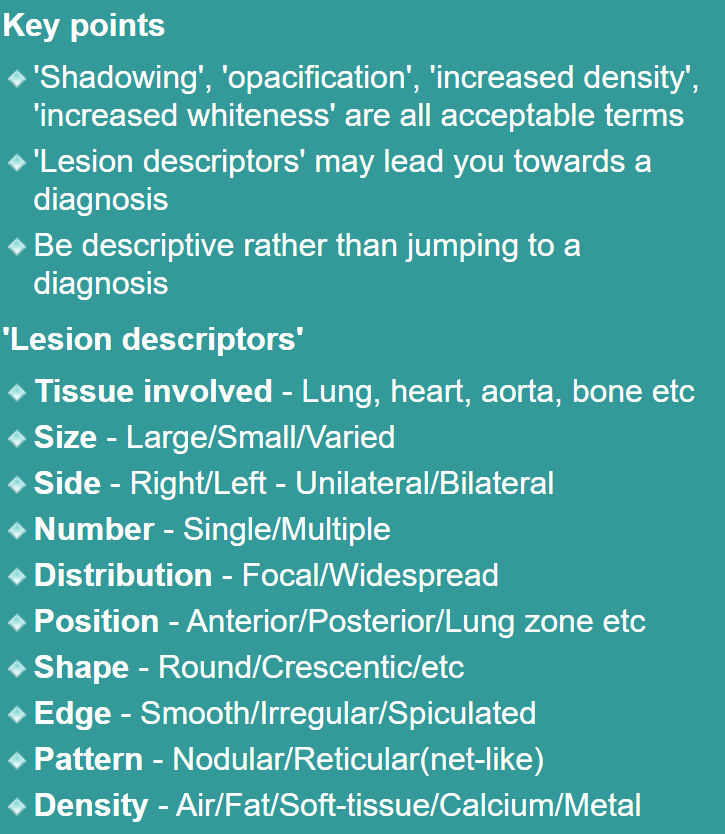 Key points
'Shadowing', 'opacification', 'increased density',
'increased whiteness' are all acceptable terms
'Lesion descriptors' may lead you towards a
diagnosis
Be descriptive rather than jumping to a
diagnosis
'Lesion descriptors'
Tissue involved - Lung, heart, aorta, bone etc
Size - Large/Small/Varied
Side - Right/Left - Unilateral/Bilateral
Number - Single/Multiple
Distribution - Focal/Widespread
Position - Anterior/Posterior/Lung zone etc
Shape - Round/Crescentic/etc
Edge - Smooth/Irregular/Spiculated
Pattern - Nodular/Reticular(net-like)
Density - Air/Fat/Soft-tissue/Calcium/Metal